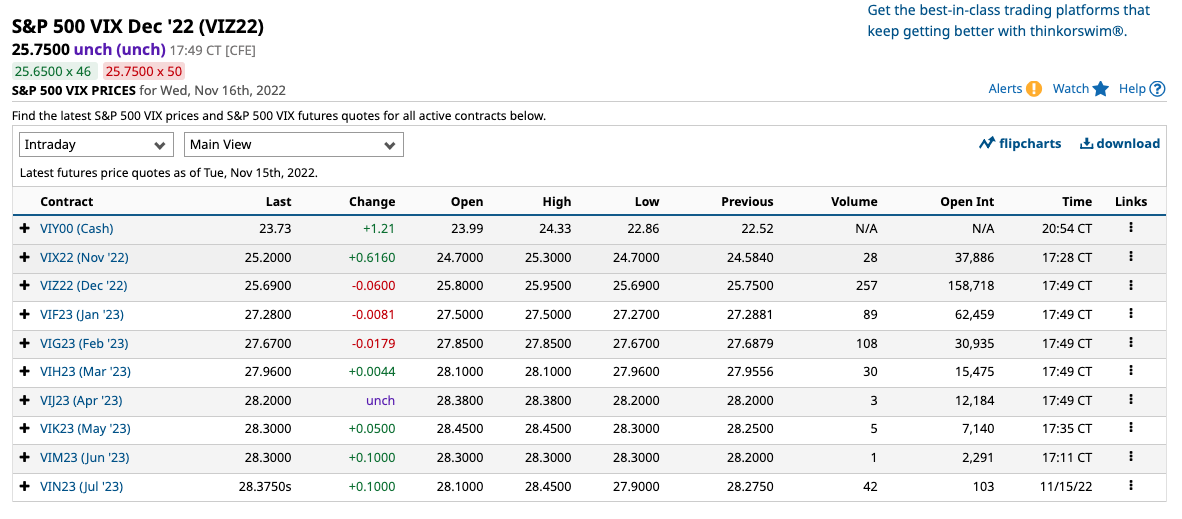 Get the best-in-class trading platforms that
keep getting better with thinkorswim®.
S&P 500 VIX Dec '22 (VIZ22)
25.7500 unch (unch) 17:49 CT [CFE]
25.6500 x 46 25.7500 x 50
S&P 500 VIX PRICES for Wed, Nov 16th, 2022
Alerts ! Watch Help ?
Find the latest S&P 500 VIX prices and S&P 500 VIX futures quotes for all active contracts below.
Intraday Main View flipcharts download
Latest futures price quotes as of Tue, Nov 15th, 2022.
Contract Last Change Open High Low Previous Volume Open Int Time Links
+ VIY00 (Cash) 23.73 +1.21 23.99 24.33 22.86 22.52 N/A N/A 20:54 CT
+ VIX22 (Nov '22) 25.2000 +0.6160 24.7000 25.3000 24.7000 24.5840 28 37,886 17:28 CT
+ VIZ22 (Dec '22) 25.6900 -0.0600 25.8000 25.9500 25.6900 25.7500 257 158,718 17:49 CT
+ VIF23 (Jan '23) 27.2800 -0.0081 27.5000 27.5000 27.2700 27.2881 89 62,459 17:49 CT
+ VIG23 (Feb '23) 27.6700 -0.0179 27.8500 27.8500 27.6700 27.6879 108 30,935 17:49 CT
+ VIH23 (Mar '23) 27.9600 +0.0044 28.1000 28.1000 27.9600 27.9556 30 15,475 17:49 CT
+ VIJ23 (Apr '23) 28.2000 unch 28.3800 28.3800 28.2000 28.2000 3 12,184 17:49 CT
+ VIK23 (May '23) 28.3000 +0.0500 28.4500 28.4500 28.3000 28.2500 5 7,140 17:35 CT
+ VIM23 (Jun '23) 28.3000 +0.1000 28.3000 28.3000 28.3000 28.2000 1 2,291 17:11 CT
+ VIN23 (Jul '23) 28.3750s +0.1000 28.1000 28.4500 27.9000 28.2750 42 103 11/15/22